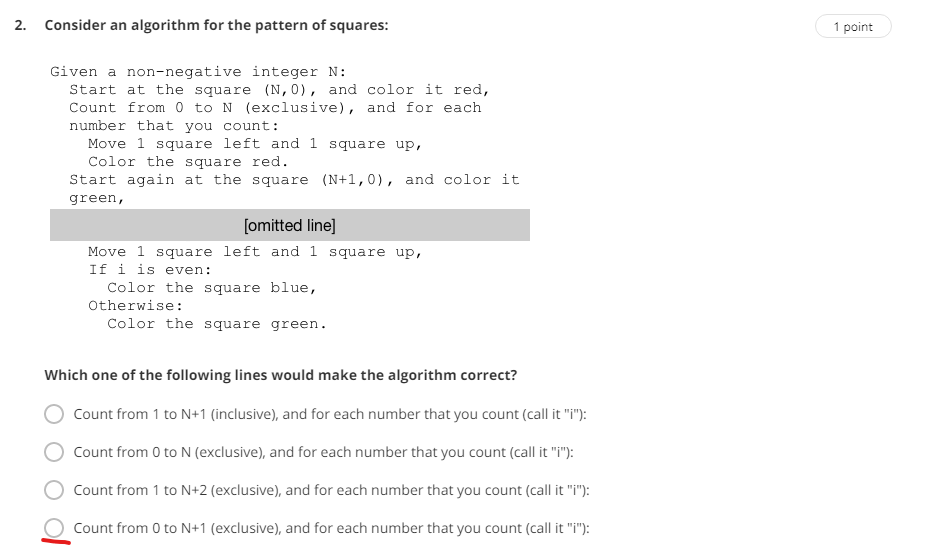 2. Consider an algorithm for the pattern of squares:
1 point
Given a non-negative integer N:
Start at the square (N,0), and color it red,
Count from 0 to N (exclusive), and for each
number that you count:
Move 1 square left and 1 square up,
Color the square red.
Start again at the square (N+1,0), and color it
green,
[omitted line]
Move 1 square left and 1 square up,
If i is even:
Color the square blue,
Otherwise:
Color the square green.
Which one of the following lines would make the algorithm correct?
Count from 1 to N+1 (inclusive), and for each number that you count (call it "i"):
Count from 0 to N (exclusive), and for each number that you count (call it "i"):
Count from 1 to N+2 (exclusive), and for each number that you count (call it "i"):
Count from 0 to N+1 (exclusive), and for each number that you count (call it "i"):